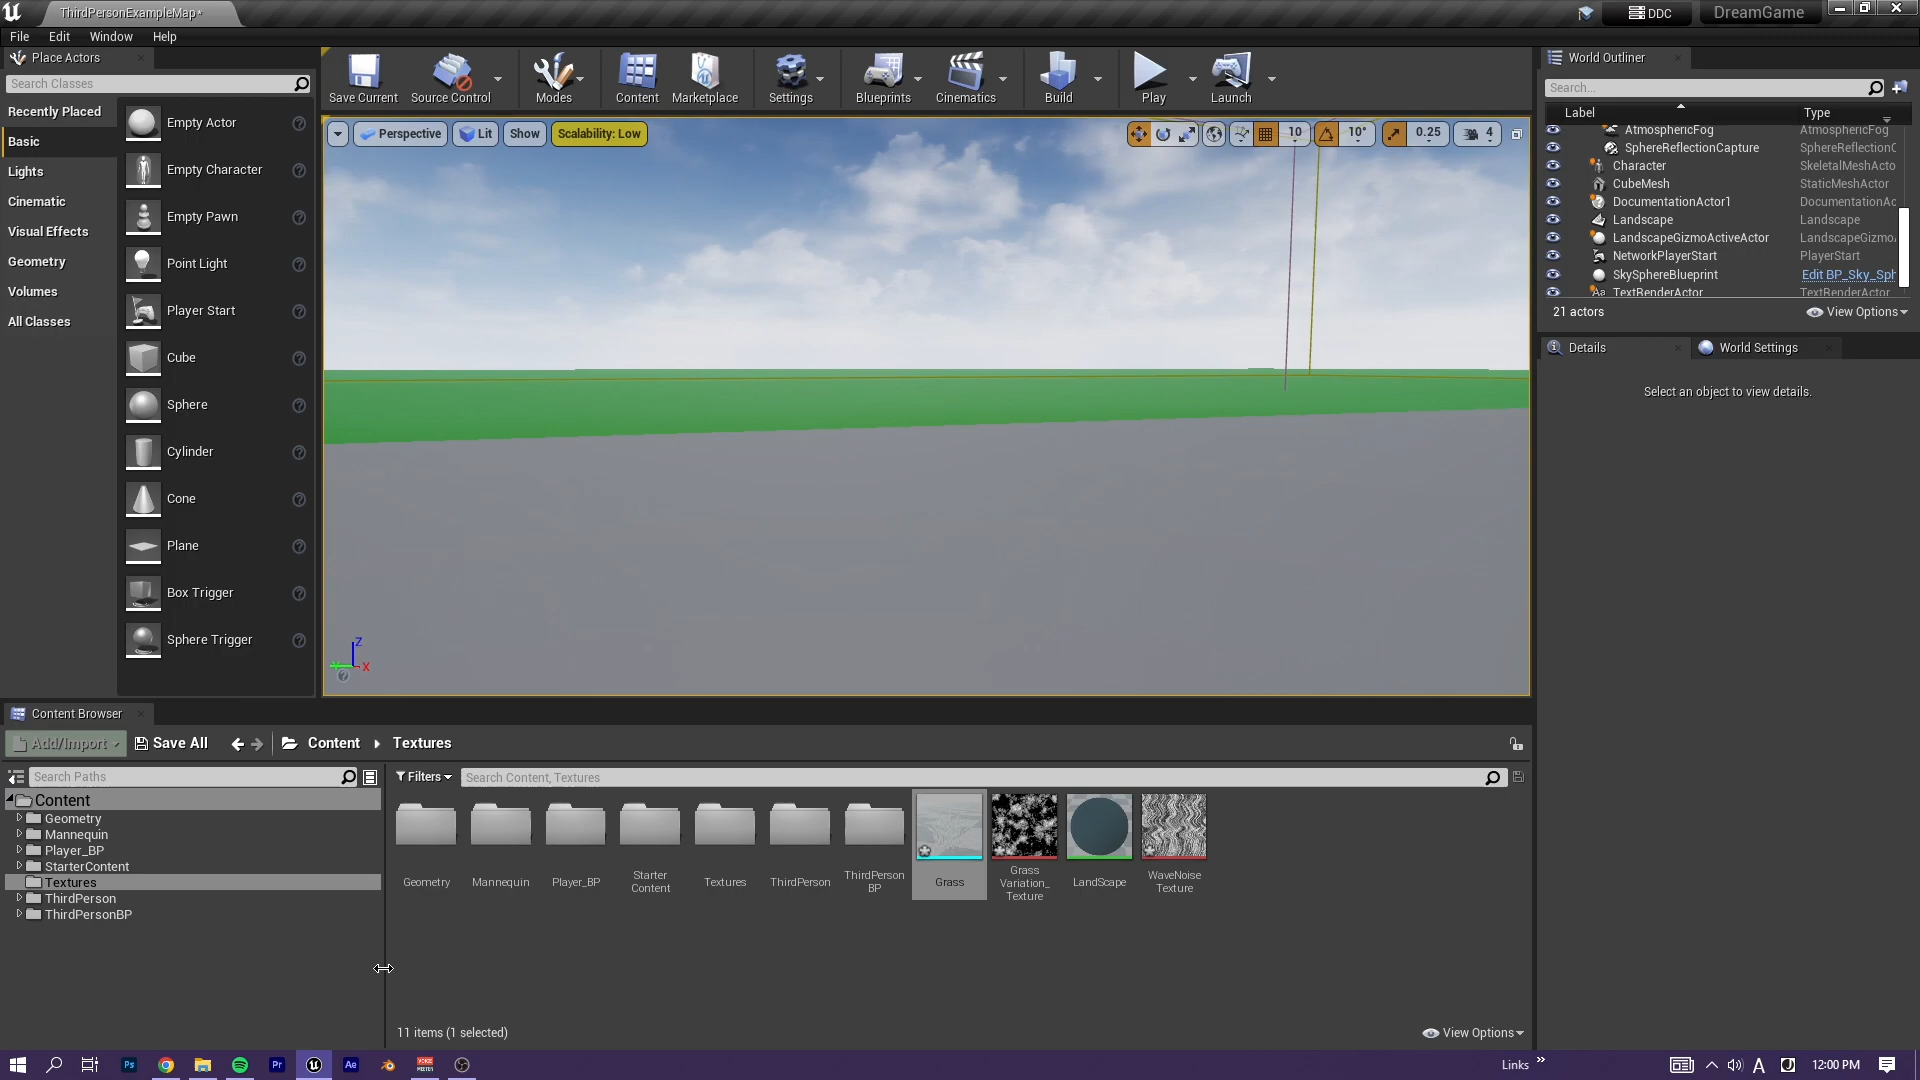 ThirdPersonExampleMap*
DDC
DreamGame
File
Edit
Window
Help
Place Actors
Search Classes
Recently Placed
Basic
Lights
Cinematic
Visual Effects
Geometry
Volumes
All Classes
Empty Actor
Empty Character
Empty Pawn
Point Light
Player Start
Cube
Sphere
Cylinder
Cone
Plane
Box Trigger
Sphere Trigger
Save Current
Source Control
Modes
Content
Marketplace
Settings
Blueprints
Cinematics
Build
Play
Launch
Perspective
Lit
Show
Scalability: Low
10
10°
0.25
4
Z
X
World Outliner
Search...
Label
Type
AtmosphericFog AtmosphericFog
SphereReflectionCapture SphereReflectionC
Character SkeletalMeshActo
CubeMesh StaticMeshActor
DocumentationActor1 DocumentationAc
Landscape Landscape
LandscapeGizmoActiveActor LandscapeGizmo
NetworkPlayerStart PlayerStart
SkySphereBlueprint Edit BP_Sky_Sph
TextRenderActor TextRenderActor
21 actors
View Options
Details
World Settings
Select an object to view details.
Content Browser
Add/Import
Save All
Content
Textures
Search Paths
Filters
Search Content, Textures
Content
Geometry
Mannequin
Player_BP
StarterContent
Textures
ThirdPerson
ThirdPersonBP
Geometry
Mannequin
Player_BP
Starter
Content
Textures
ThirdPerson
ThirdPerson
BP
Grass
Grass
Variation_
Texture
LandScape
WaveNoise
Texture
11 items (1 selected)
View Options
Ps
Pr
Ae
Links
A
12:00 PM